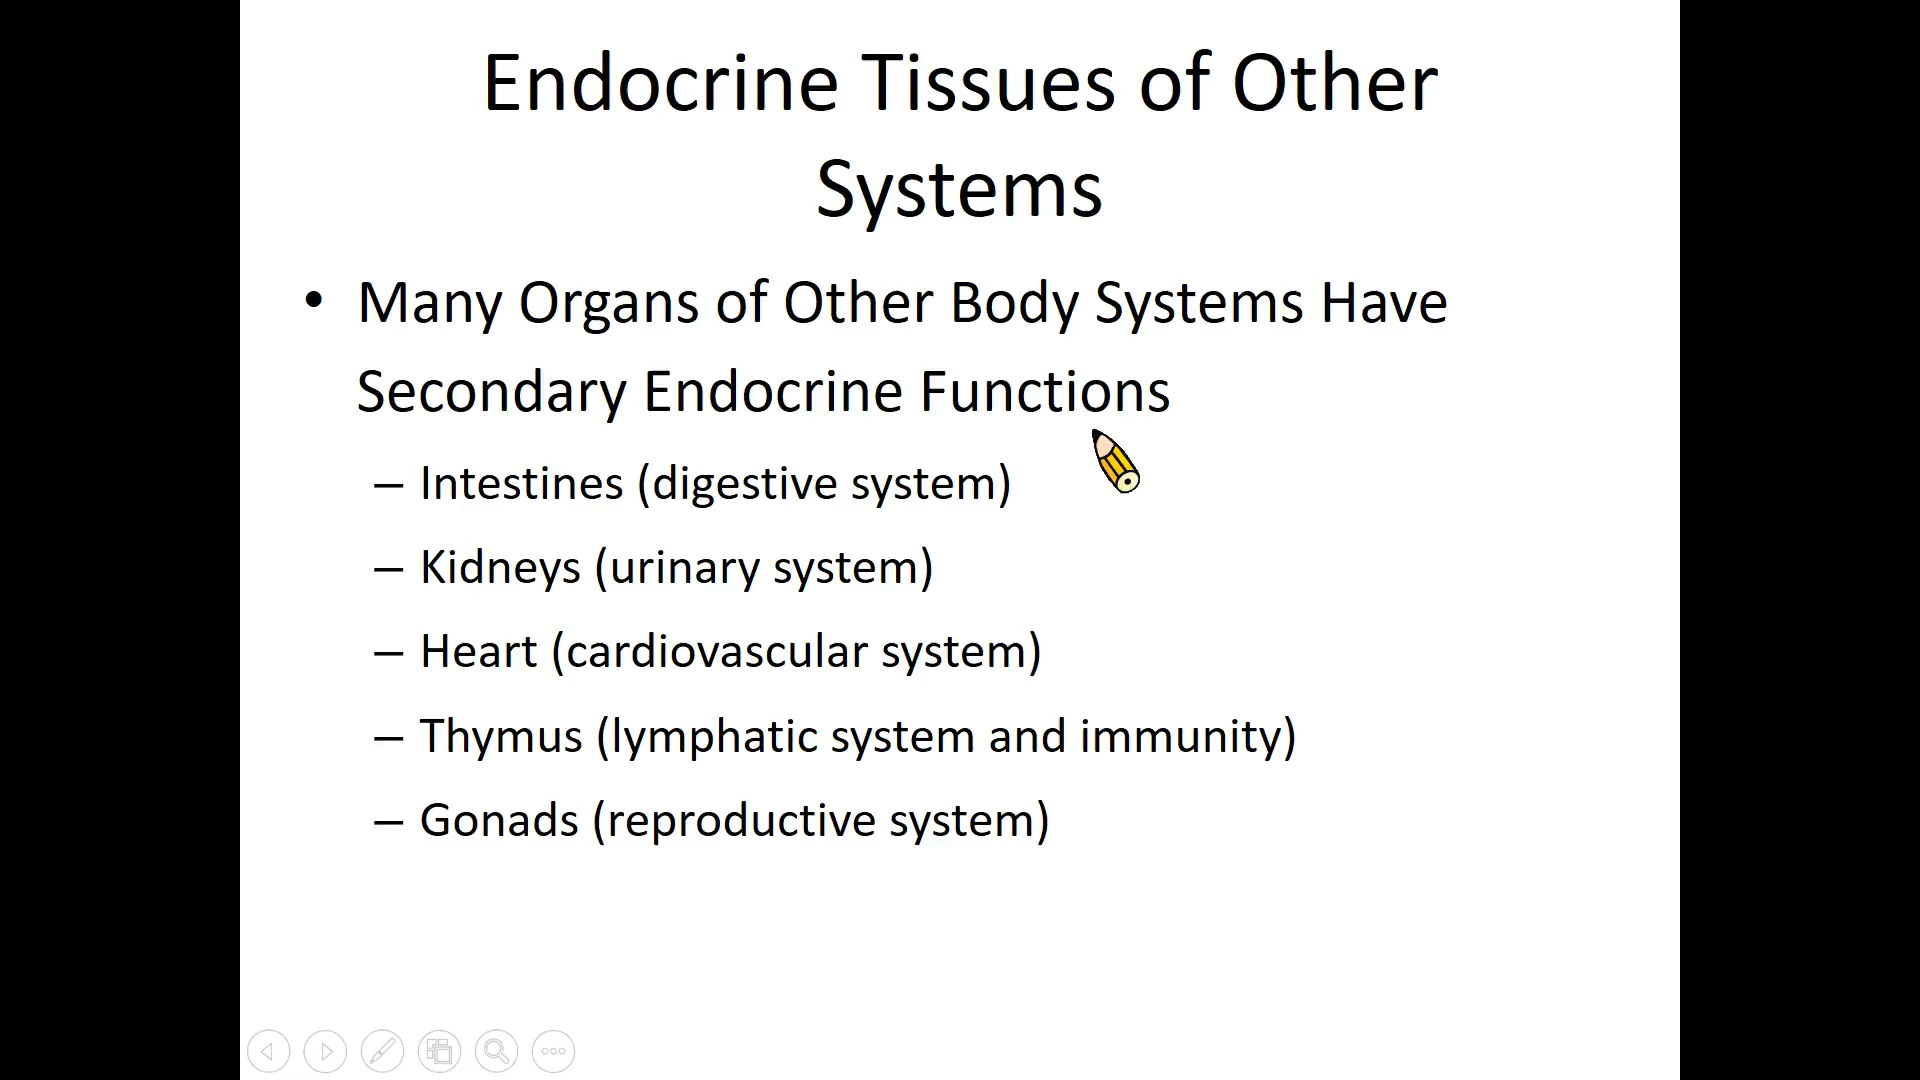 Endocrine Tissues of Other
Systems
• Many Organs of Other Body Systems Have
Secondary Endocrine Functions
– Intestines (digestive system)
– Kidneys (urinary system)
– Heart (cardiovascular system)
– Thymus (lymphatic system and immunity)
– Gonads (reproductive system)